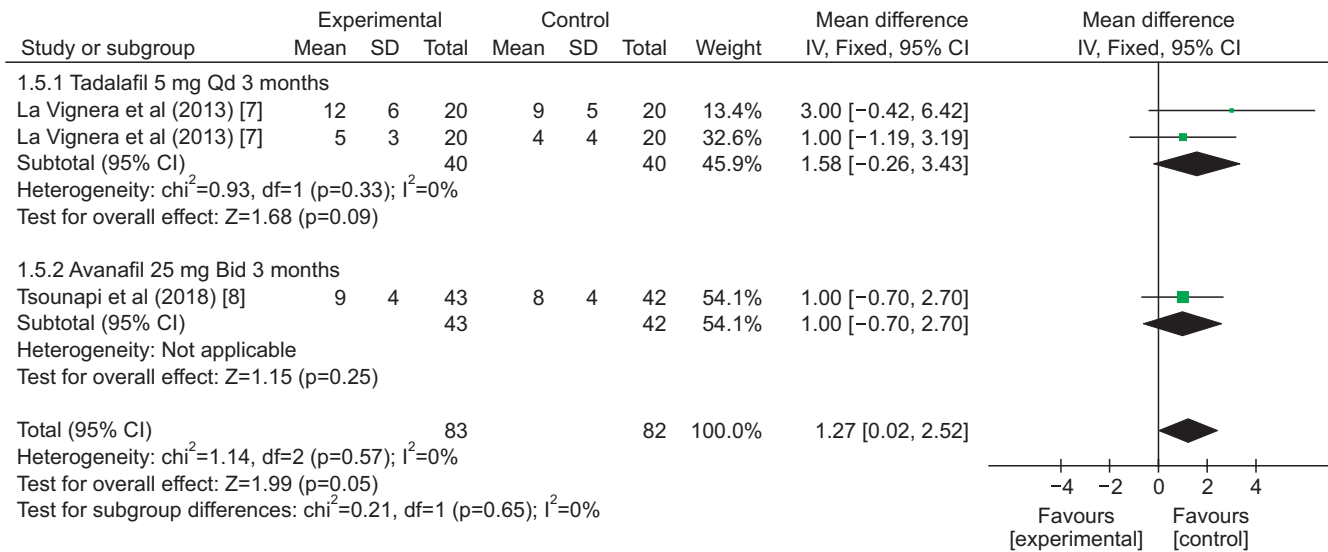 Experimental Control Mean difference Mean difference
Study or subgroup Mean SD Total Mean SD Total Weight IV, Fixed, 95% CI IV, Fixed, 95% CI
1.5.1 Tadalafil 5 mg Qd 3 months
La Vignera et al (2013) [7] 12 6 20 9 5 20 13.4% 3.00 [−0.42, 6.42]
La Vignera et al (2013) [7] 5 3 20 4 4 20 32.6% 1.00 [−1.19, 3.19]
Subtotal (95% CI) 40 40 45.9% 1.58 [−0.26, 3.43]
Heterogeneity: chi²=0.93, df=1 (p=0.33); I²=0%
Test for overall effect: Z=1.68 (p=0.09)
1.5.2 Avanafil 25 mg Bid 3 months
Tsounapi et al (2018) [8] 9 4 43 8 4 42 54.1% 1.00 [−0.70, 2.70]
Subtotal (95% CI) 43 42 54.1% 1.00 [−0.70, 2.70]
Heterogeneity: Not applicable
Test for overall effect: Z=1.15 (p=0.25)
Total (95% CI) 83 82 100.0% 1.27 [0.02, 2.52]
Heterogeneity: chi²=1.14, df=2 (p=0.57); I²=0%
Test for overall effect: Z=1.99 (p=0.05)
Test for subgroup differences: chi²=0.21, df=1 (p=0.65); I²=0%
−4 −2 0 2 4
Favours Favours
[experimental] [control]